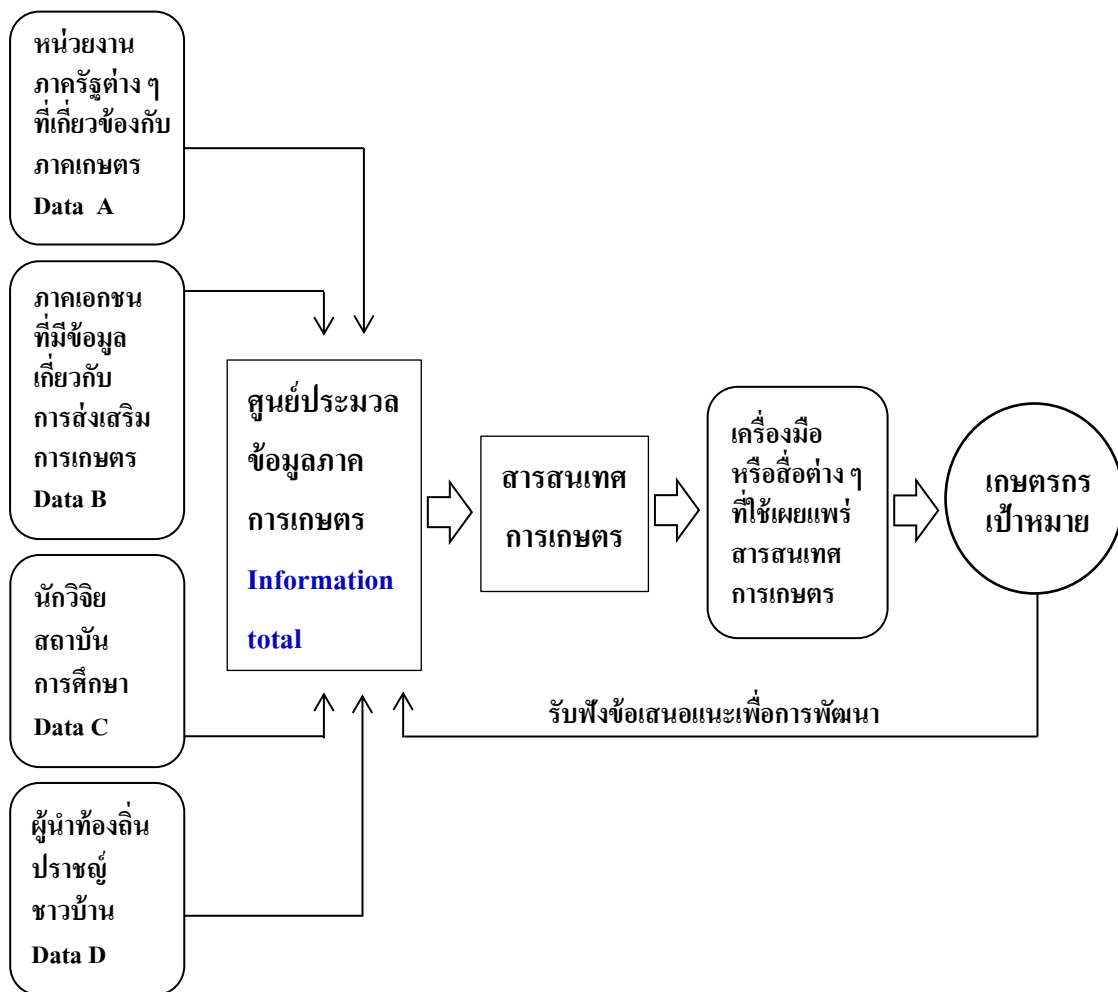 หน่วยงาน
ภาครัฐต่าง ๆ
ที่เกี่ยวข้องกับ
ภาคเกษตร
Data A
ภาคเอกชน
ที่มีข้อมูล
เกี่ยวกับ
การส่งเสริม
การเกษตร
Data B
นักวิจัย
สถาบัน
การศึกษา
Data C
ผู้นำท้องถิ่น
ปราชญ์
ชาวบ้าน
Data D
ศูนย์ประมวล
ข้อมูลภาค
การเกษตร
Information
total
สารสนเทศ
การเกษตร
เครื่องมือ
หรือสื่อต่าง ๆ
ที่ใช้เผยแพร่
สารสนเทศ
การเกษตร
เกษตรกร
เป้าหมาย
รับฟังข้อเสนอแนะเพื่อการพัฒนา